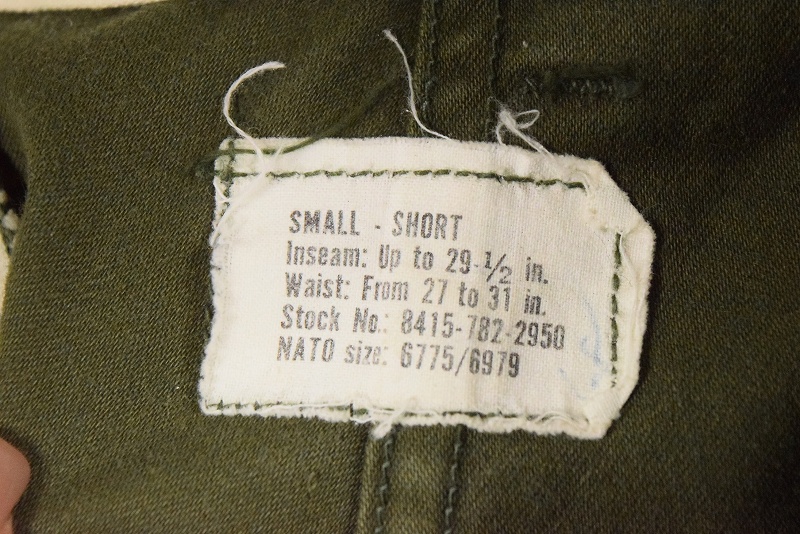 SMALL - SHORT
Inseam: Up to 29-1/2 in.
Waist: From 27 to 31 in.
Stock No.: 8415-782-2950
NATO size: 6775/6979